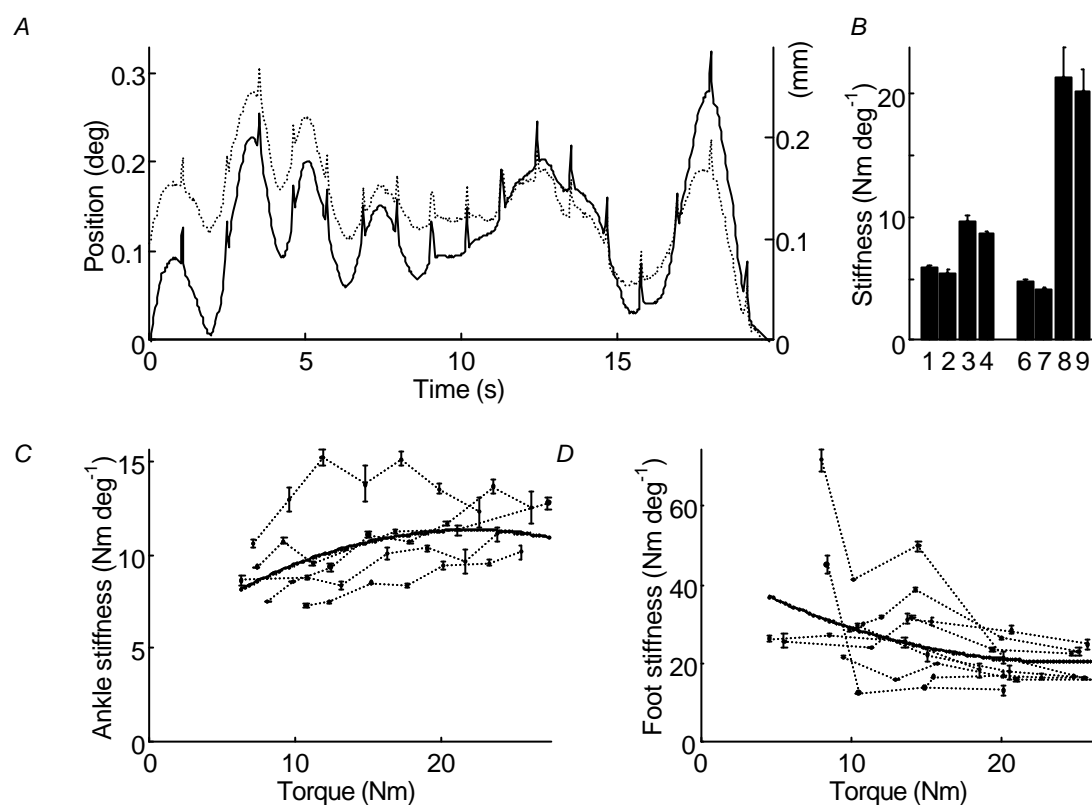 A
Position (deg)
0.3
0.2
0.1
0
(mm)
0.2
0.1
0
0 5 10 15
Time (s)
B
Stiffness (Nm deg-1)
20
10
0
1 2 3 4 6 7 8 9
C
Ankle stiffness (Nm deg-1)
15
10
5
0
0 10 20
Torque (Nm)
D
Foot stiffness (Nm deg-1)
60
40
20
0
0 10 20
Torque (Nm)